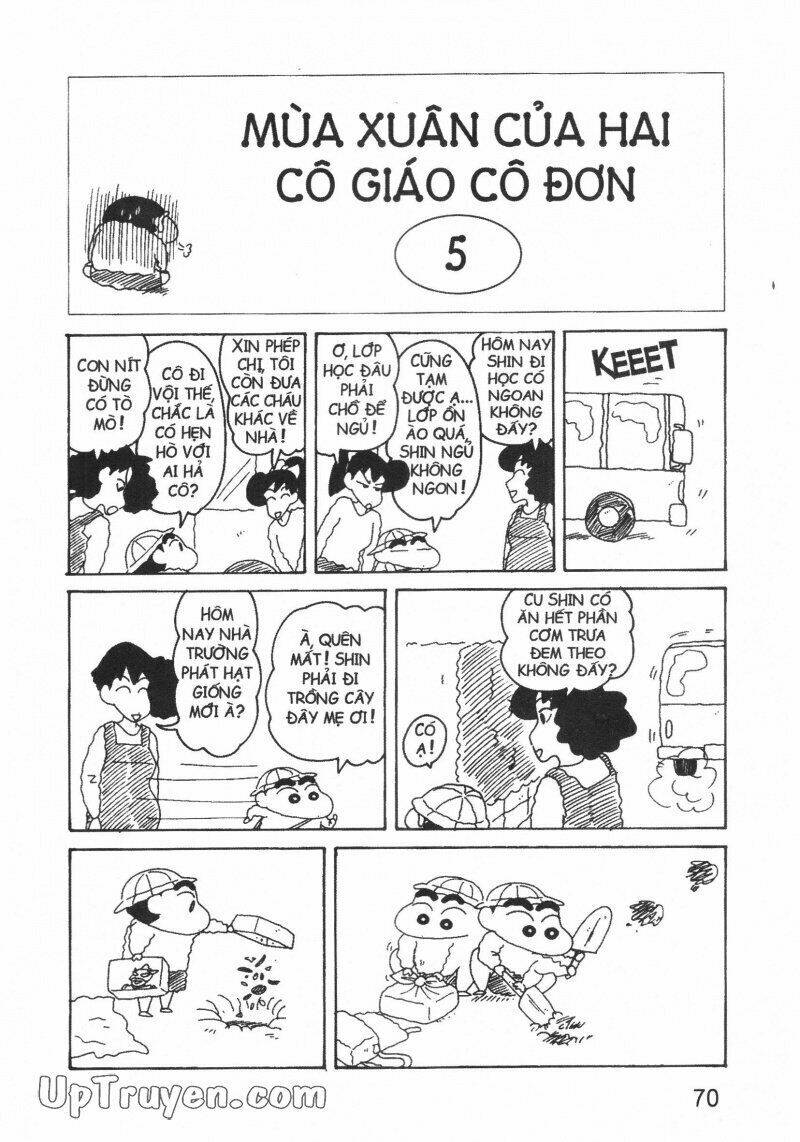 MÙA XUÂN CỦA HAI
CÔ GIÁO CÔ ĐƠN
5
KEEET
HÔM NAY
SHIN ĐI
HỌC CÓ
NGOAN
KHÔNG
ĐẤY?
CŨNG
TẠM
ĐƯỢC Ạ...
LỚP ỒN
ÀO QUÁ,
SHIN NGỦ
KHÔNG
NGON!
Ơ, LỚP
HỌC ĐÂU
PHẢI
CHỖ ĐỂ
NGỦ!
XIN PHÉP
CHỊ, TÔI
CÒN ĐƯA
CÁC CHÁU
KHÁC VỀ
NHÀ!
CÔ ĐI
VỘI THẾ,
CHẮC LÀ
CÓ HẸN
HÒ VỚI
AI HẢ
CÔ?
CON NÍT
ĐỪNG
CÓ TÒ
MÒ!
CU SHIN CÓ
ĂN HẾT PHẦN
CƠM TRƯA
ĐEM THEO
KHÔNG ĐẤY?
CÓ
Ạ!
À, QUÊN
MẤT! SHIN
PHẢI ĐI
TRỒNG CÂY
ĐÂY MẸ ƠI!
HÔM
NAY NHÀ
TRƯỜNG
PHÁT HẠT
GIỐNG
MỚI À?
UpTruyen.com
70